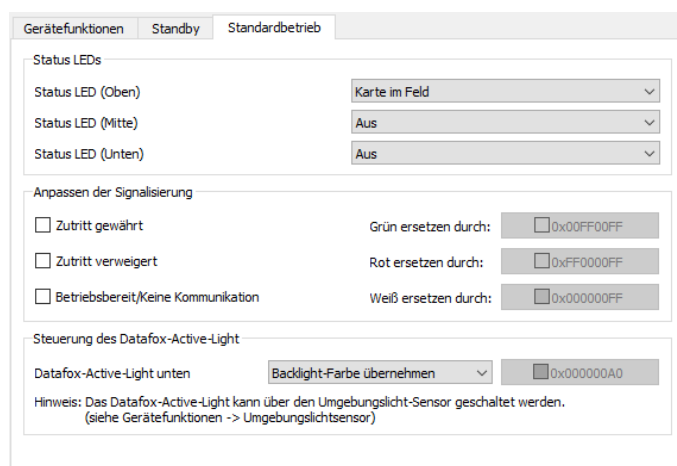 Gerätefunktionen Standby Standardbetrieb
Status LEDs
Status LED (Oben) Karte im Feld
Status LED (Mitte) Aus
Status LED (Unten) Aus
Anpassen der Signalisierung
Zutritt gewährt Grün ersetzen durch: 0x00FF00FF
Zutritt verweigert Rot ersetzen durch: 0xFF0000FF
Betriebsbereit/Keine Kommunikation Weiß ersetzen durch: 0x000000FF
Steuerung des Datafox-Active-Light
Datafox-Active-Light unten Backlight-Farbe übernehmen 0x000000A0
Hinweis: Das Datafox-Active-Light kann über den Umgebungslicht-Sensor geschaltet werden.
(siehe Gerätefunktionen -> Umgebungslichtsensor)